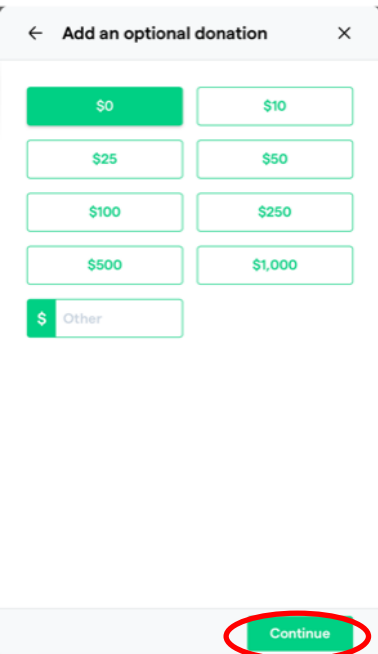 Add an optional donation
$0
$10
$25
$50
$100
$250
$500
$1,000
$ Other
Continue